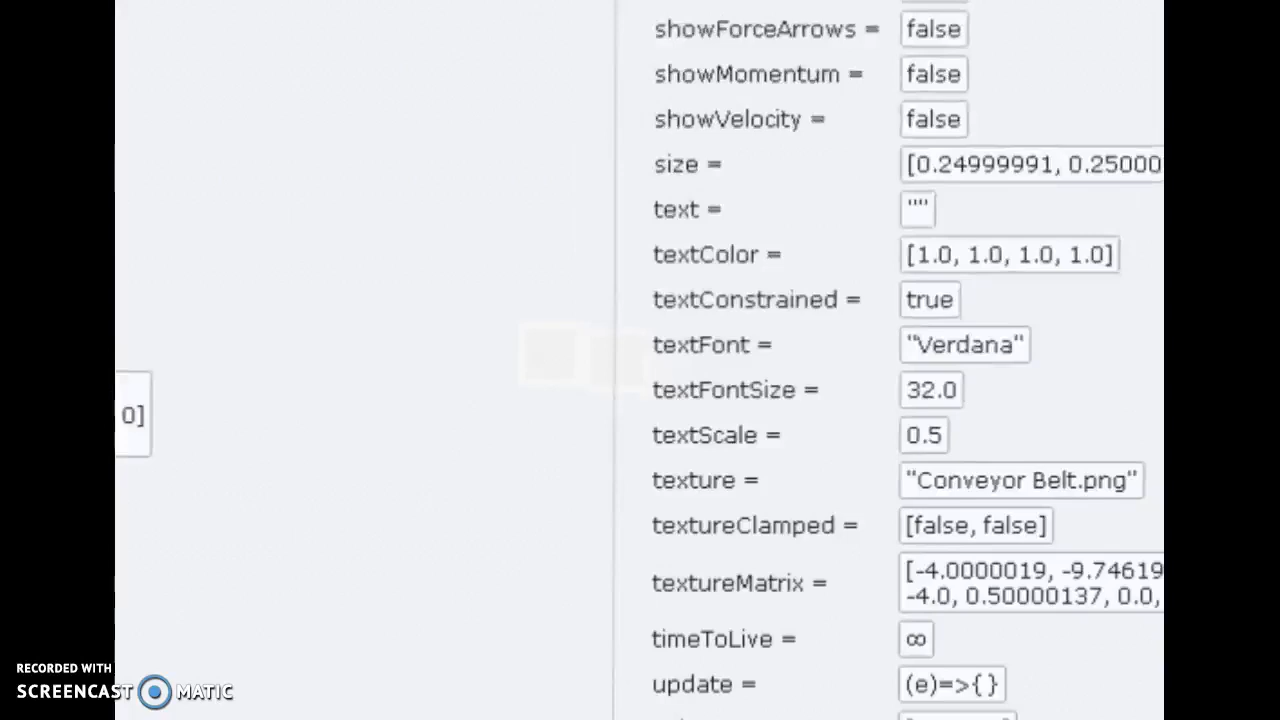 showForceArrows = false
showMomentum = false
showVelocity = false
size = [0.24999991, 0.25000
text = ""
textColor = [1.0, 1.0, 1.0, 1.0]
textConstrained = true
textFont = "Verdana"
textFontSize = 32.0
0]
textScale = 0.5
texture = "Conveyor Belt.png"
textureClamped = [false, false]
textureMatrix = [-4.0000019, -9.74619
-4.0, 0.50000137, 0.0,
timeToLive = ∞
update = (e)=>{}
RECORDED WITH
SCREENCAST MATIC